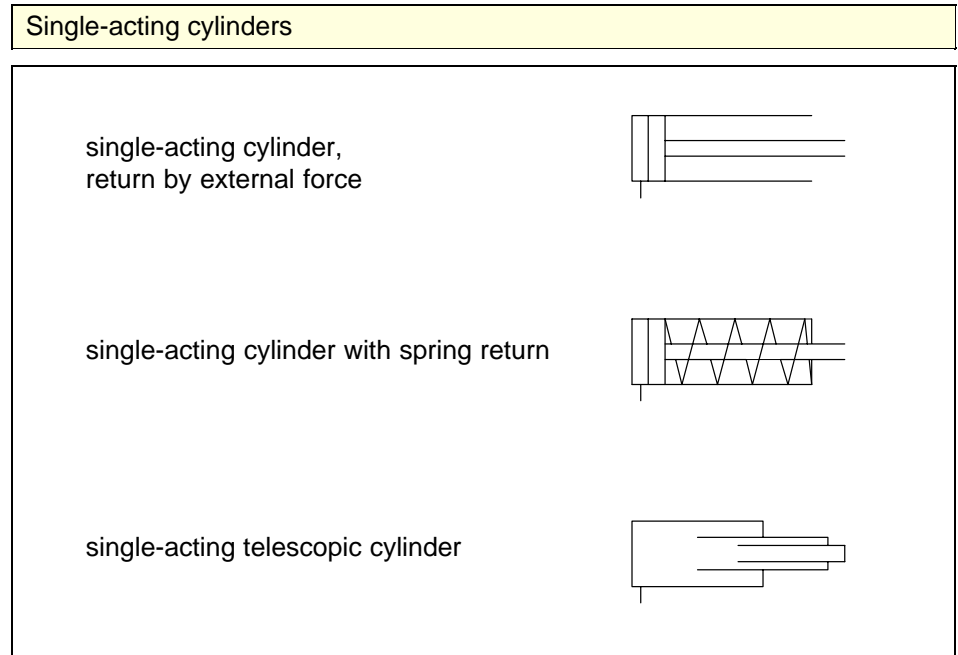 Single-acting cylinders
single-acting cylinder,
return by external force
single-acting cylinder with spring return
single-acting telescopic cylinder